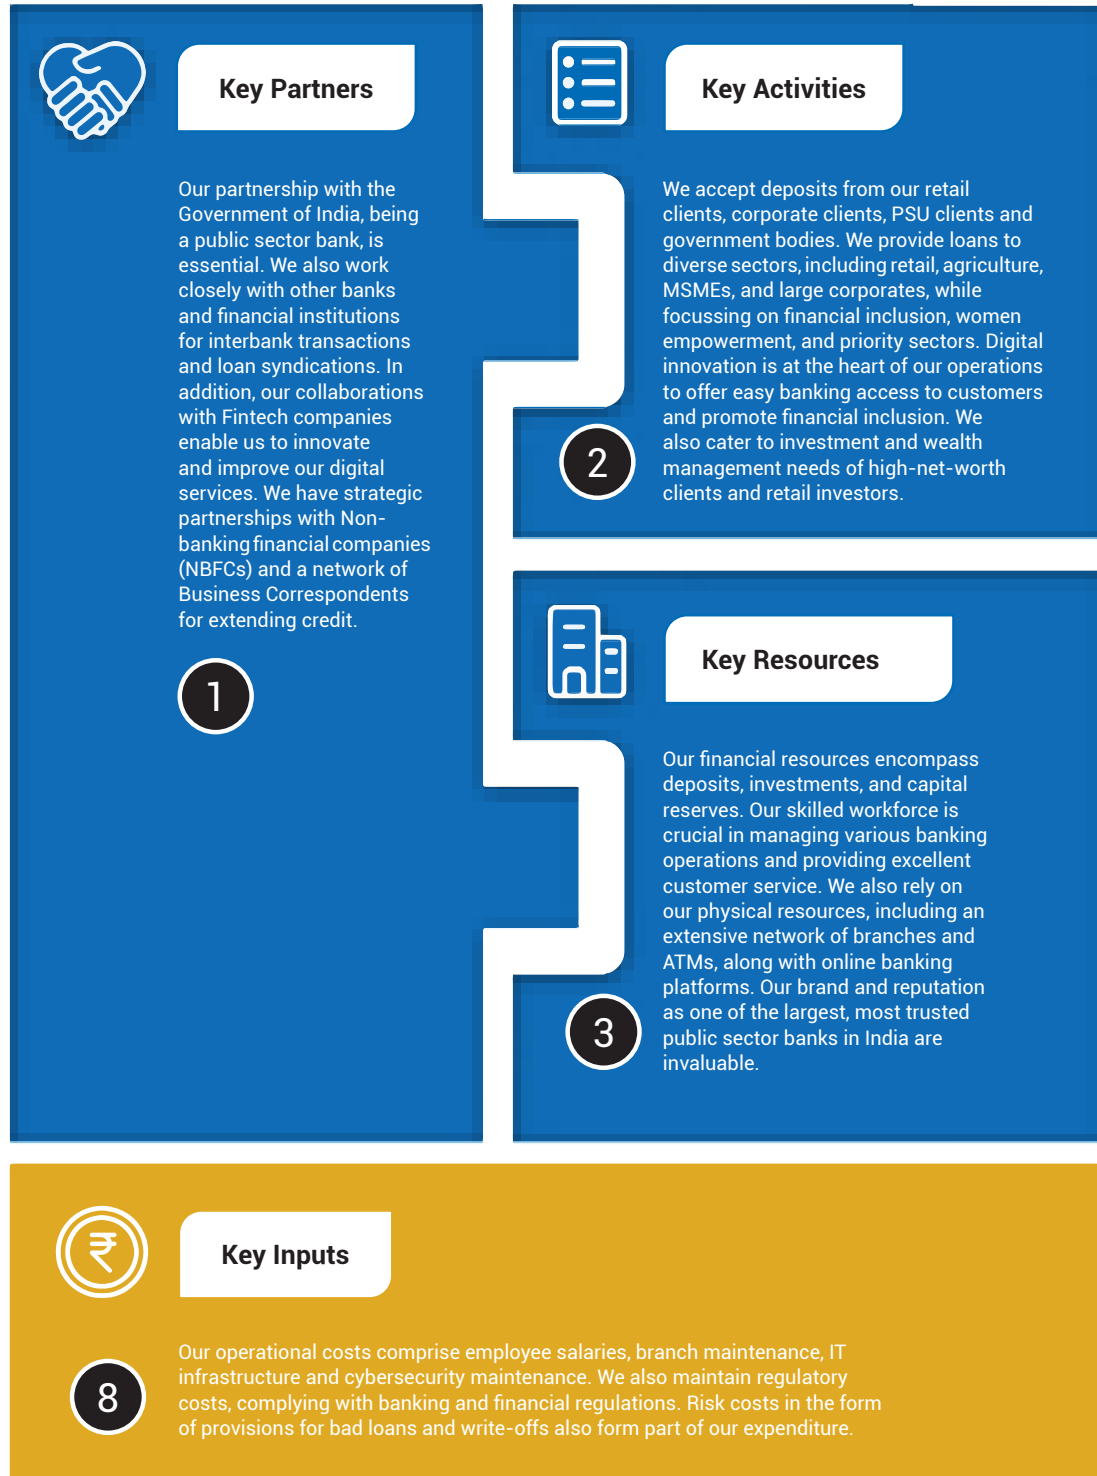 Key Partners
Our partnership with the
Government of India, being
a public sector bank, is
essential. We also work
closely with other banks
and financial institutions
for interbank transactions
and loan syndications. In
addition, our collaborations
with Fintech companies
enable us to innovate
and improve our digital
services. We have strategic
partnerships with Non-
banking financial companies
(NBFCs) and a network of
Business Correspondents
for extending credit.
1
Key Activities
We accept deposits from our retail
clients, corporate clients, PSU clients and
government bodies. We provide loans to
diverse sectors, including retail, agriculture,
MSMEs, and large corporates, while
focussing on financial inclusion, women
empowerment, and priority sectors. Digital
innovation is at the heart of our operations
to offer easy banking access to customers
and promote financial inclusion. We
also cater to investment and wealth
management needs of high-net-worth
clients and retail investors.
2
Key Resources
Our financial resources encompass
deposits, investments, and capital
reserves. Our skilled workforce is
crucial in managing various banking
operations and providing excellent
customer service. We also rely on
our physical resources, including an
extensive network of branches and
ATMs, along with online banking
platforms. Our brand and reputation
as one of the largest, most trusted
public sector banks in India are
invaluable.
3
₹
Key Inputs
Our operational costs comprise employee salaries, branch maintenance, IT
infrastructure and cybersecurity maintenance. We also maintain regulatory
costs, complying with banking and financial regulations. Risk costs in the form
of provisions for bad loans and write-offs also form part of our expenditure.
8